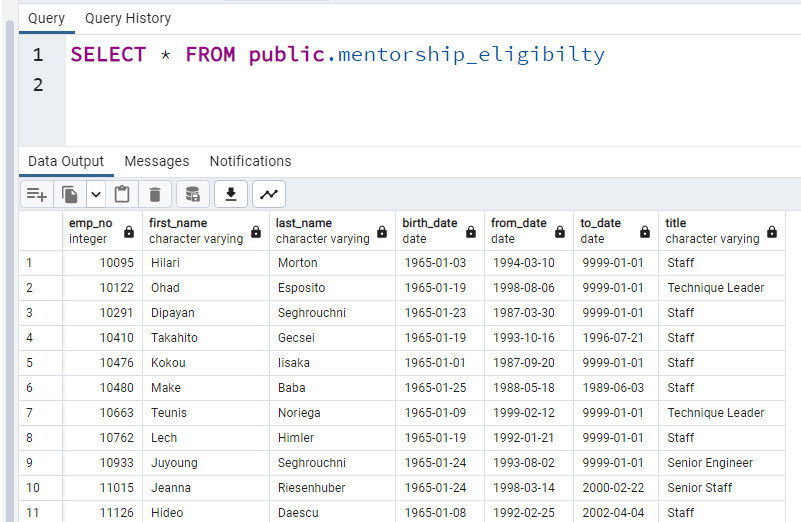 Query Query History
1 SELECT * FROM public.mentorship_eligibilty
2
Data Output Messages Notifications
emp_no first_name last_name birth_date from_date to_date title
integer character varying character varying date date date character varying
1 10095 Hilari Morton 1965-01-03 1994-03-10 9999-01-01 Staff
2 10122 Ohad Esposito 1965-01-19 1998-08-06 9999-01-01 Technique Leader
3 10291 Dipayan Seghrouchni 1965-01-23 1987-03-30 9999-01-01 Staff
4 10410 Takahito Gecsei 1965-01-19 1993-10-16 1996-07-21 Staff
5 10476 Kokou Iisaka 1965-01-01 1987-09-20 9999-01-01 Staff
6 10480 Make Baba 1965-01-25 1988-05-18 1989-06-03 Staff
7 10663 Teunis Noriega 1965-01-09 1999-02-12 9999-01-01 Technique Leader
8 10762 Lech Himler 1965-01-19 1992-01-21 9999-01-01 Staff
9 10933 Juyoung Seghrouchni 1965-01-24 1993-08-02 9999-01-01 Senior Engineer
10 11015 Jeanna Riesenhuber 1965-01-24 1998-03-14 2000-02-22 Senior Staff
11 11126 Hideo Daescu 1965-01-08 1992-02-25 2002-04-04 Staff